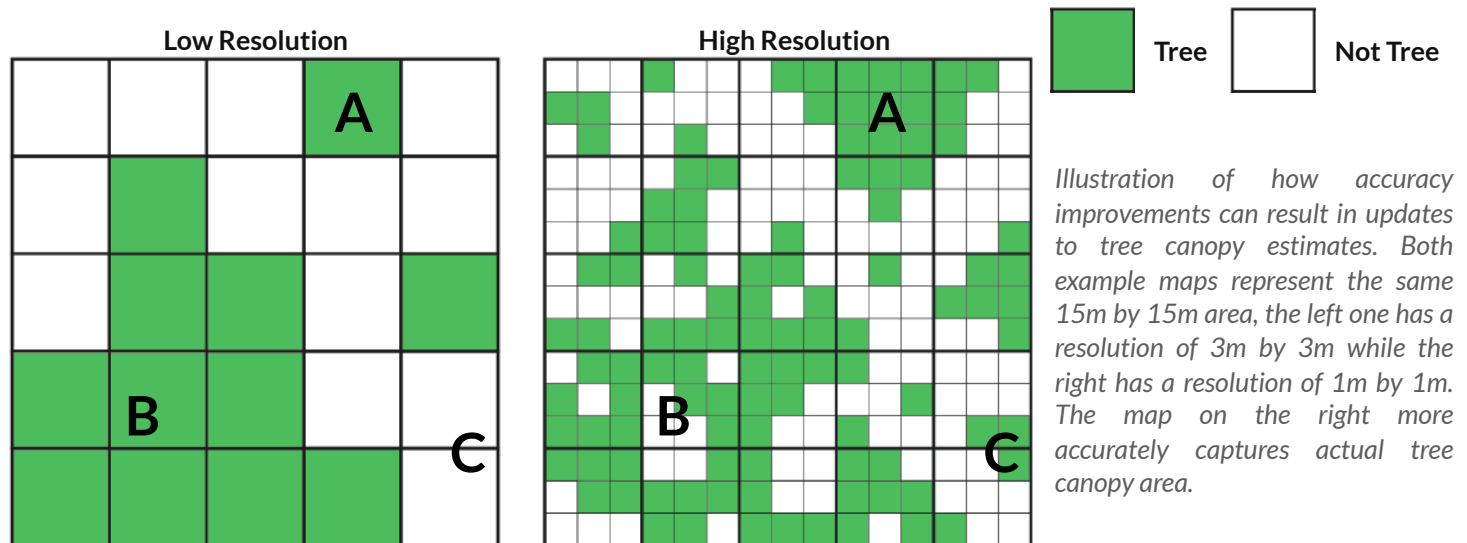 Low Resolution
High Resolution
Tree
Not Tree
A
A
B
B
C
C
Illustration of how accuracy
improvements can result in updates
to tree canopy estimates. Both
example maps represent the same
15m by 15m area, the left one has a
resolution of 3m by 3m while the
right has a resolution of 1m by 1m.
The map on the right more
accurately captures actual tree
canopy area.